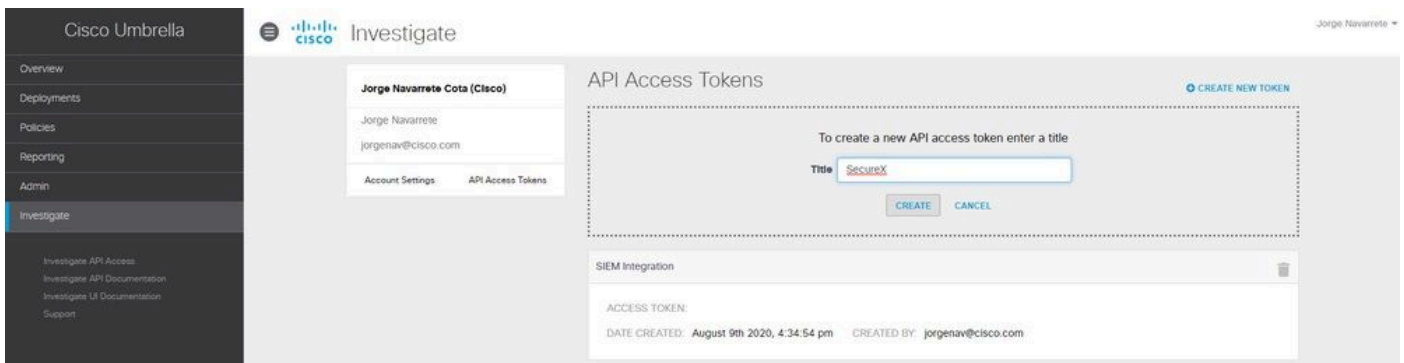 Cisco Umbrella
Overview
Deployments
Policies
Reporting
Admin
Investigate
Investigate API Access
Investigate API Documentation
Investigate UI Documentation
Support
CISCO Investigate
Jorge Navarrete
Jorge Navarrete Cota (Cisco)
Jorge Navarrete
jorgenav@cisco.com
Account Settings API Access Tokens
API Access Tokens
CREATE NEW TOKEN
To create a new API access token enter a title
Title SecureX
CREATE CANCEL
SIEM Integration
ACCESS TOKEN:
DATE CREATED: August 9th 2020, 4:34:54 pm CREATED BY: jorgenav@cisco.com